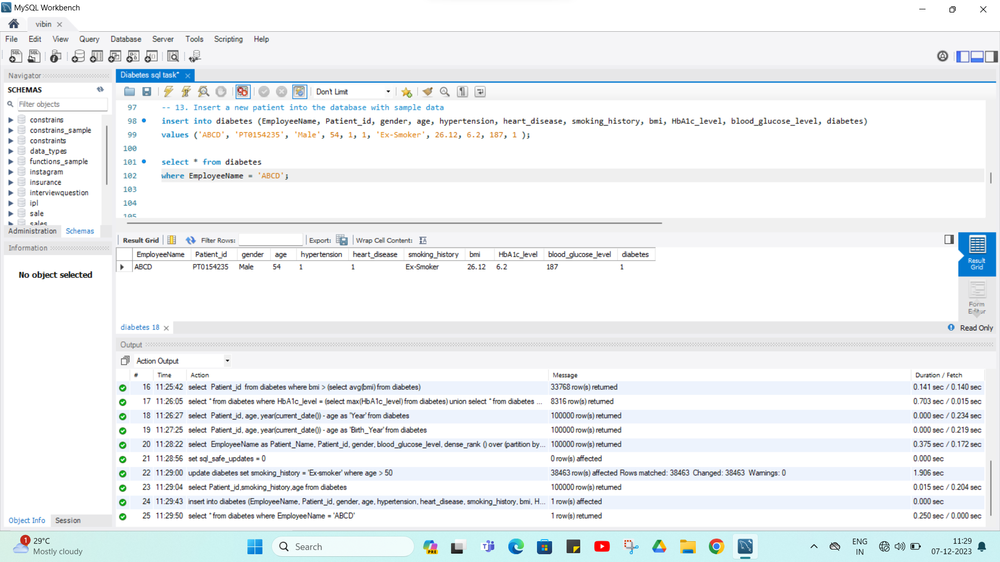 MySQL Workbench
vibin
File Edit View Query Database Server Tools Scripting Help
Navigator
SCHEMAS
Filter objects
constrains
constrains_sample
constraints
data_types
functions_sample
instagram
insurance
interviewquestion
ipl
sale
sales
Administration Schemas
Information
No object selected
Object Info Session
Diabetes sql task*
Don't Limit
97 -- 13. Insert a new patient into the database with sample data
98 insert into diabetes (EmployeeName, Patient_id, gender, age, hypertension, heart_disease, smoking_history, bmi, HbA1c_level, blood_glucose_level, diabetes)
99 values ('ABCD', 'PT0154235', 'Male', 54, 1, 1, 'Ex-Smoker', 26.12, 6.2, 187, 1 );
100
101 select * from diabetes
102 where EmployeeName = 'ABCD';
103
104
105
Result Grid Filter Rows: Export: Wrap Cell Content:
EmployeeName Patient_id gender age hypertension heart_disease smoking_history bmi HbA1c_level blood_glucose_level diabetes
ABCD PT0154235 Male 54 1 1 Ex-Smoker 26.12 6.2 187 1
Result Grid
Form Editor
diabetes 18
Read Only
Output
Action Output
# Time Action Message Duration / Fetch
16 11:25:42 select Patient_id from diabetes where bmi > (select avg(bmi) from diabetes) 33768 row(s) returned 0.141 sec / 0.140 sec
17 11:26:05 select * from diabetes where HbA1c_level = (select max(HbA1c_level) from diabetes) union select * from diabetes ... 8316 row(s) returned 0.703 sec / 0.015 sec
18 11:26:27 select Patient_id, age, year(current_date()) - age as 'Year' from diabetes 100000 row(s) returned 0.000 sec / 0.234 sec
19 11:27:25 select Patient_id, age, year(current_date()) - age as 'Birth_Year' from diabetes 100000 row(s) returned 0.000 sec / 0.219 sec
20 11:28:22 select EmployeeName as Patient_Name, Patient_id, gender, blood_glucose_level, dense_rank () over (partition by... 100000 row(s) returned 0.375 sec / 0.172 sec
21 11:28:56 set sql_safe_updates = 0 0 row(s) affected 0.000 sec
22 11:29:00 update diabetes set smoking_history = 'Ex-smoker' where age > 50 38463 row(s) affected Rows matched: 38463 Changed: 38463 Warnings: 0 1.906 sec
23 11:29:04 select Patient_id,smoking_history,age from diabetes 100000 row(s) returned 0.015 sec / 0.204 sec
24 11:29:43 insert into diabetes (EmployeeName, Patient_id, gender, age, hypertension, heart_disease, smoking_history, bmi, H... 1 row(s) affected 0.000 sec
25 11:29:50 select * from diabetes where EmployeeName = 'ABCD' 1 row(s) returned 0.250 sec / 0.000 sec
1
29°C
Mostly cloudy
Search
PRE
ENG
IN
11:29
07-12-2023